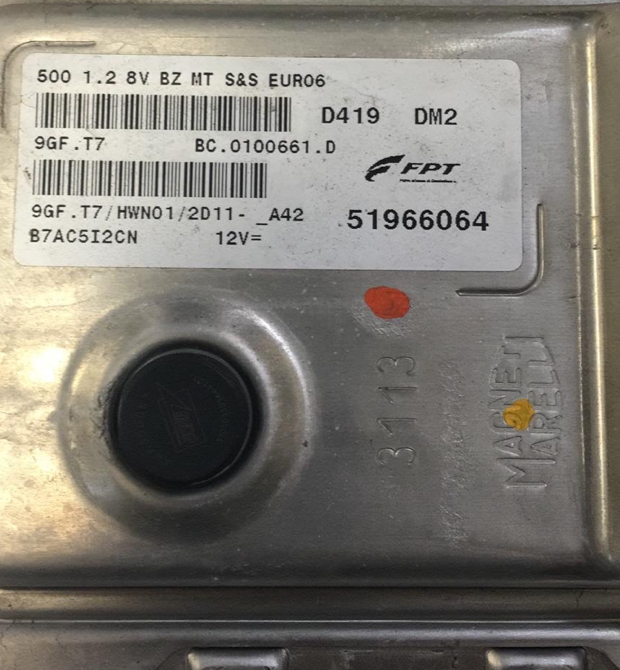 500 1.2 8V BZ MT S&S EURO6
D419 DM2
9GF.T7 BC.0100661.D
FPT
9GF.T7/HWN01/2D11- _A42
51966064
B7AC5I2CN 12V=
3113
MAGNETI
MARELLI